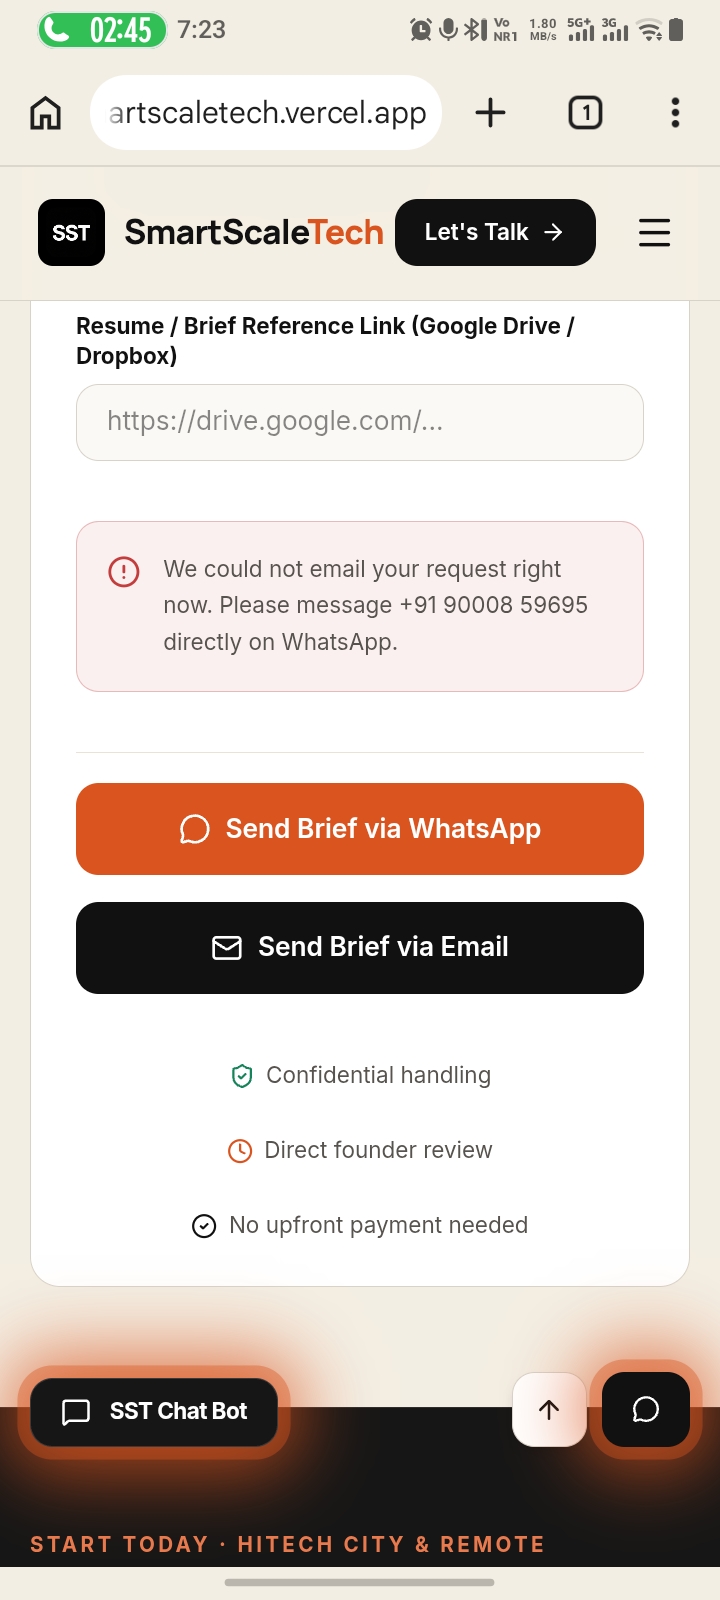 02:45 7:23 Vo NR1 1.80 MB/s 5G+ 3G
artscaletech.vercel.app 1
SST SmartScaleTech Let's Talk →
Resume / Brief Reference Link (Google Drive /
Dropbox)
https://drive.google.com/...
We could not email your request right
now. Please message +91 90008 59695
directly on WhatsApp.
Send Brief via WhatsApp
Send Brief via Email
Confidential handling
Direct founder review
No upfront payment needed
SST Chat Bot
START TODAY · HITECH CITY & REMOTE